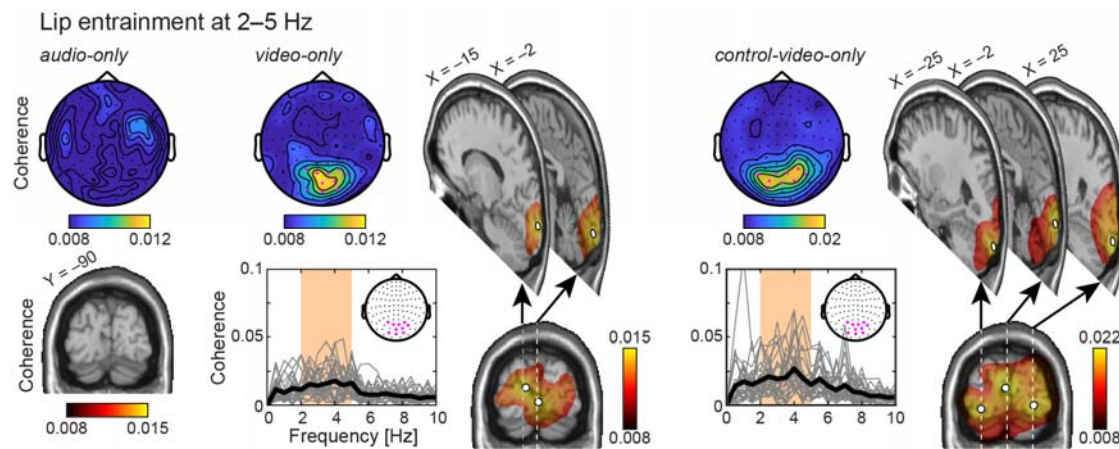 Lip entrainment at 2–5 Hz
audio-only
video-only
control-video-only
X = –15
X = –2
X = –25
X = –2
X = 25
Coherence
0.008
0.012
0.008
0.012
0.008
0.02
Y = –90
Coherence
0.008
0.015
Coherence
0.1
0.05
0
0
2
4
6
8
10
Frequency [Hz]
0.015
0.008
Coherence
0.1
0.05
0
0
2
4
6
8
10
0.022
0.008